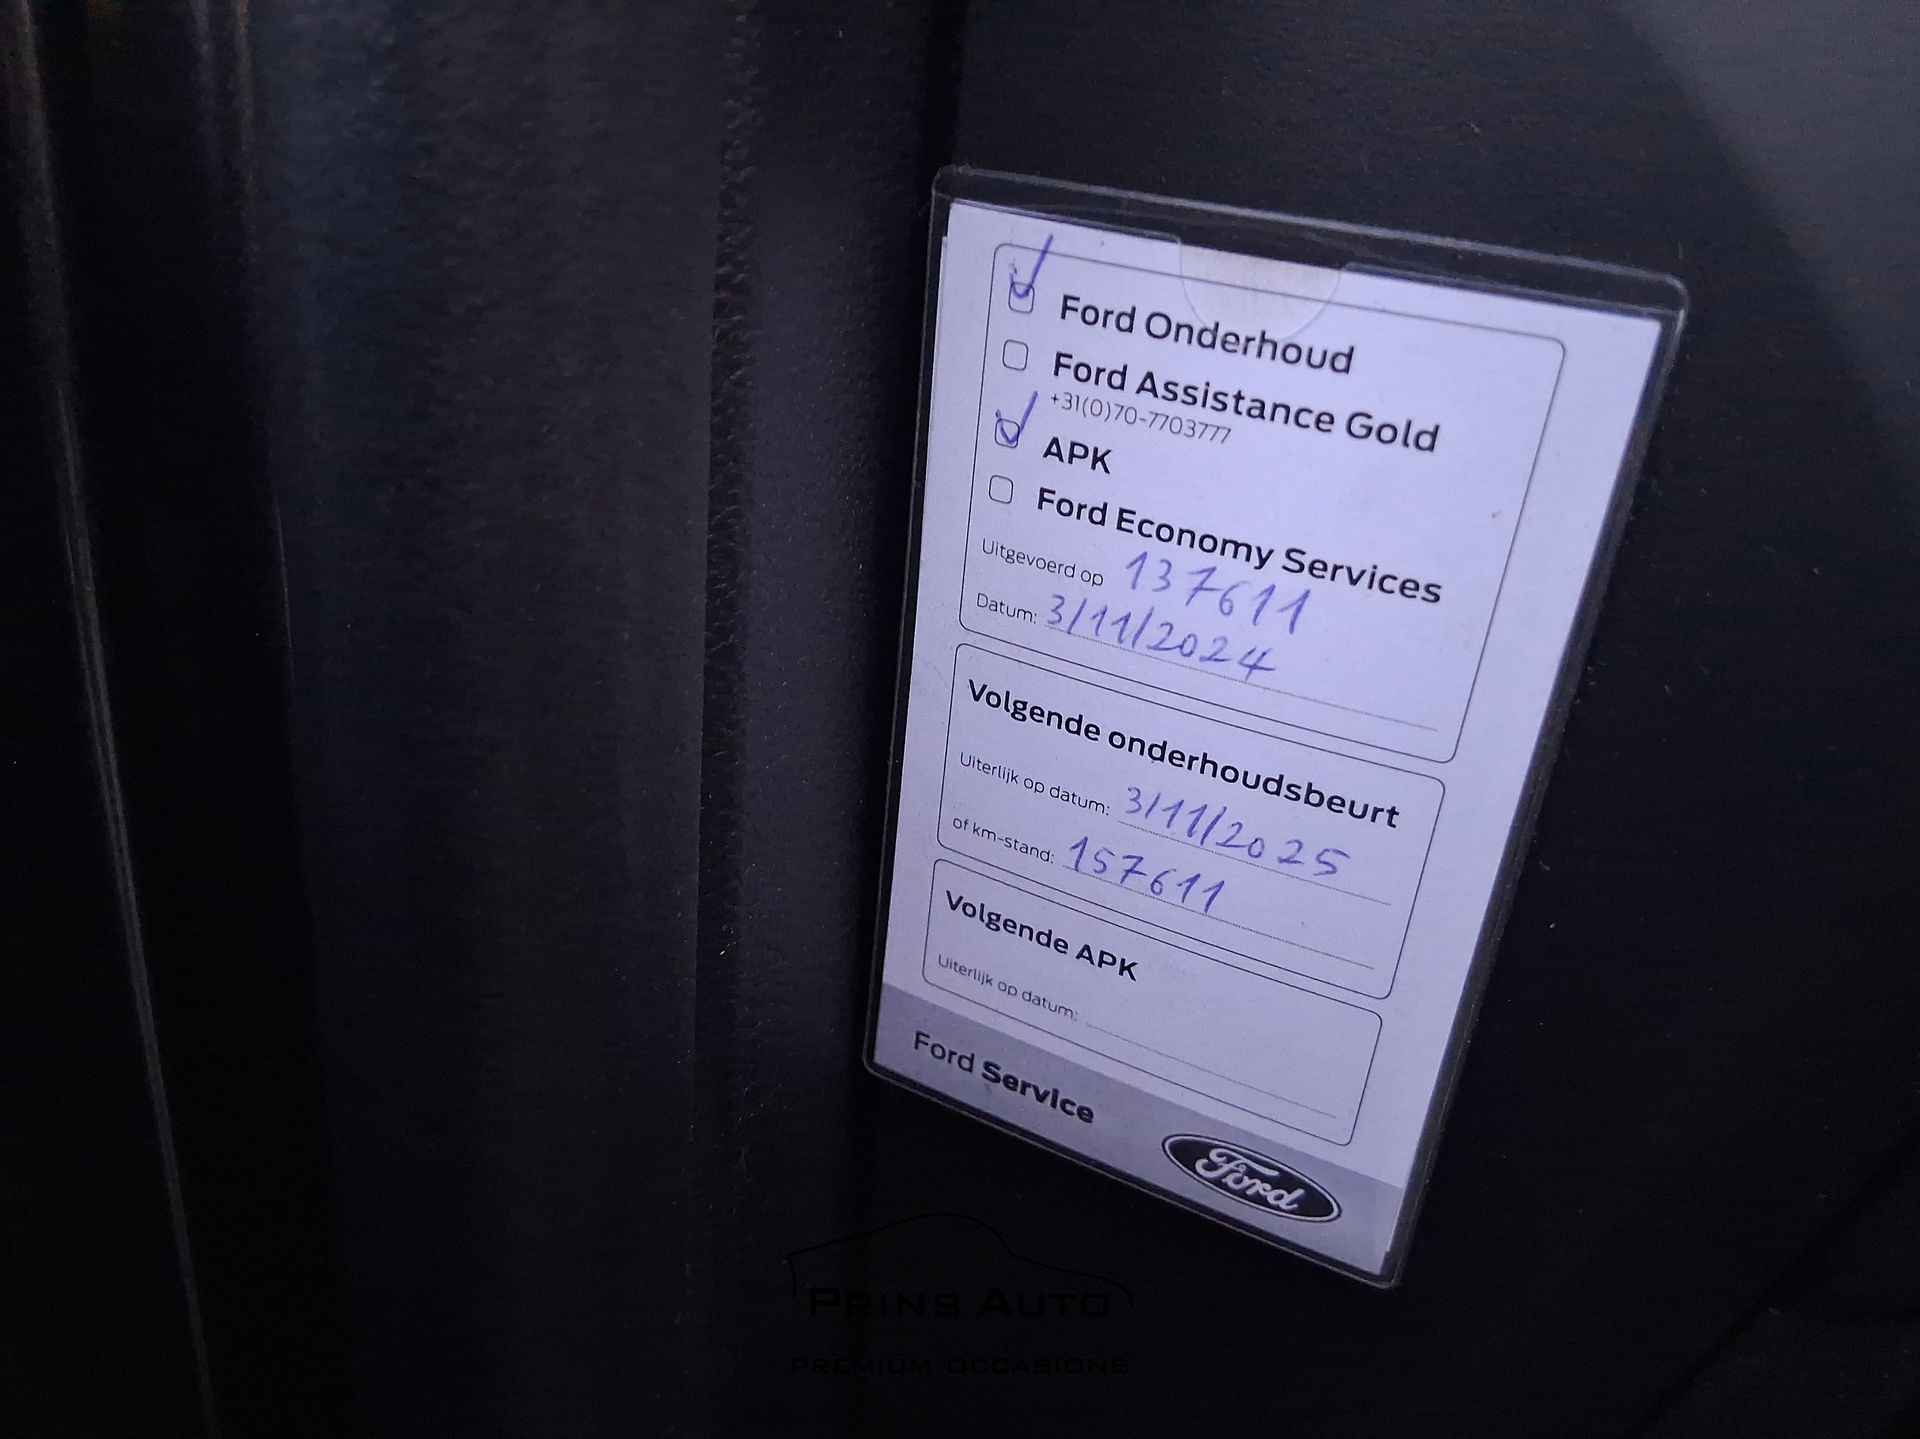 Ford Onderhoud
Ford Assistance Gold
+31(0)70-7703777
APK
Ford Economy Services
Uitgevoerd op 137611
Datum: 3/11/2024
Volgende onderhoudsbeurt
Uiterlijk op datum: 3/11/2025
of km-stand: 157611
Volgende APK
Uiterlijk op datum:
Ford Service
Ford
PRINS AUTO
PREMIUM OCCASIONS